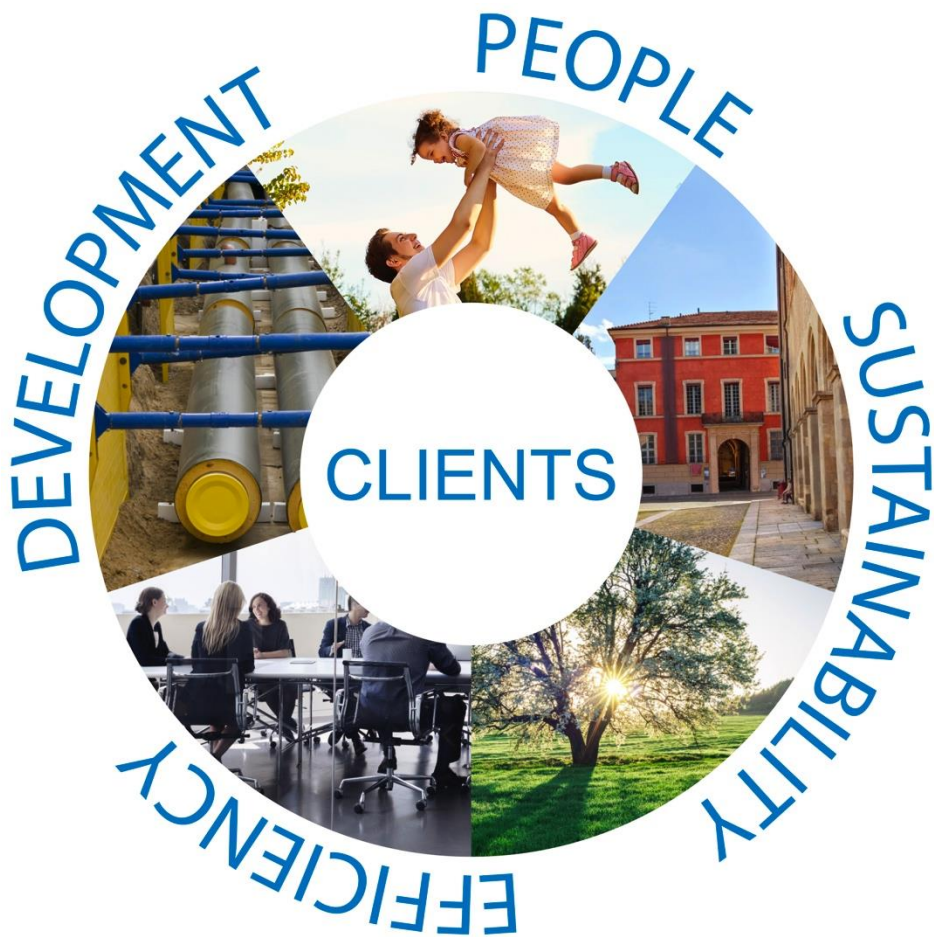 PEOPLE
SUSTAINABILITY
EFFICIENCY
DEVELOPMENT
CLIENTS